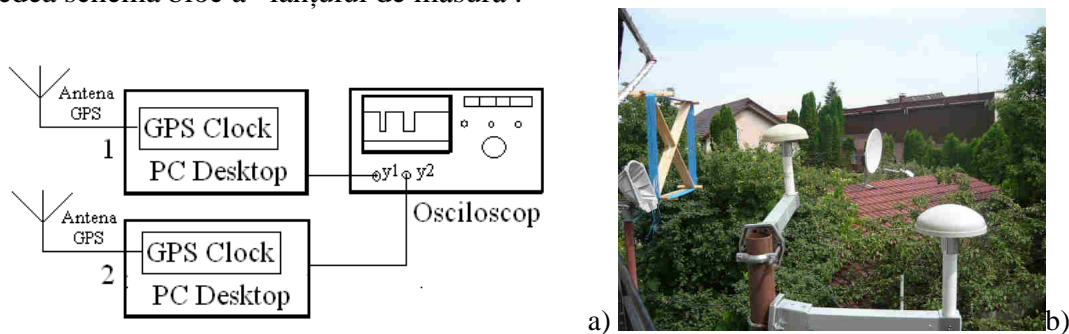 schema bloc a
lanțului de măsură
Antena
GPS
GPS Clock
1
PC Desktop
y1
y2
Osciloscop
Antena
GPS
GPS Clock
2
PC Desktop
a)
b)